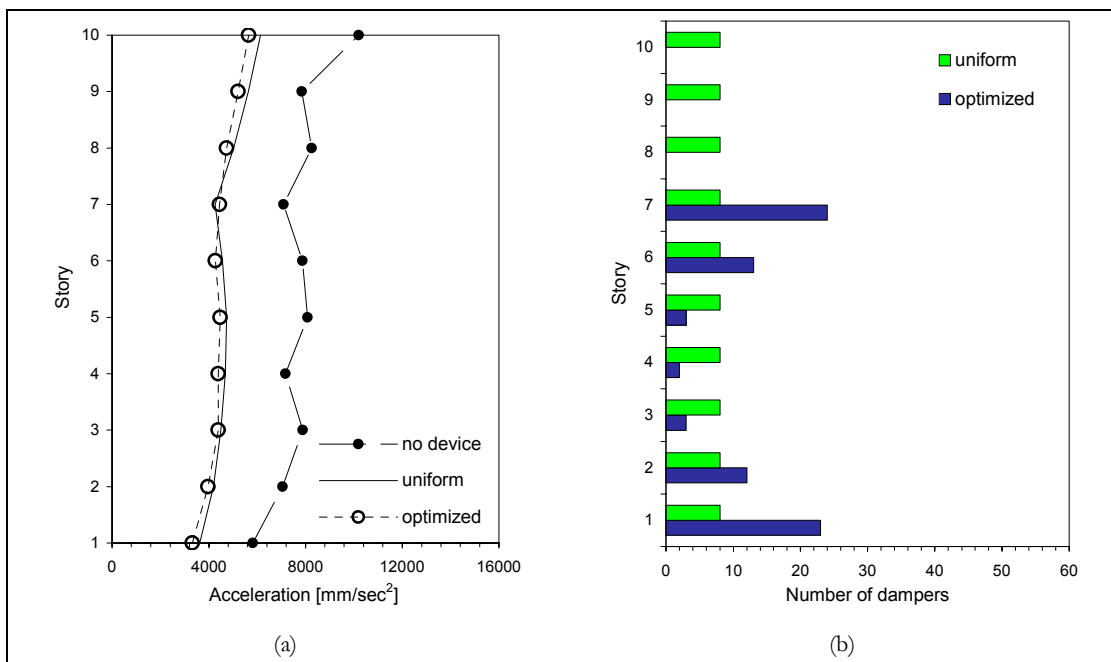 10
9
8
7
6
5
4
3
2
1
Story
0 4000 8000 12000 16000
Acceleration [mm/sec²]
no device
uniform
optimized
(a)
10
9
8
7
6
5
4
3
2
1
Story
0 10 20 30 40 50 60
Number of dampers
uniform
optimized
(b)